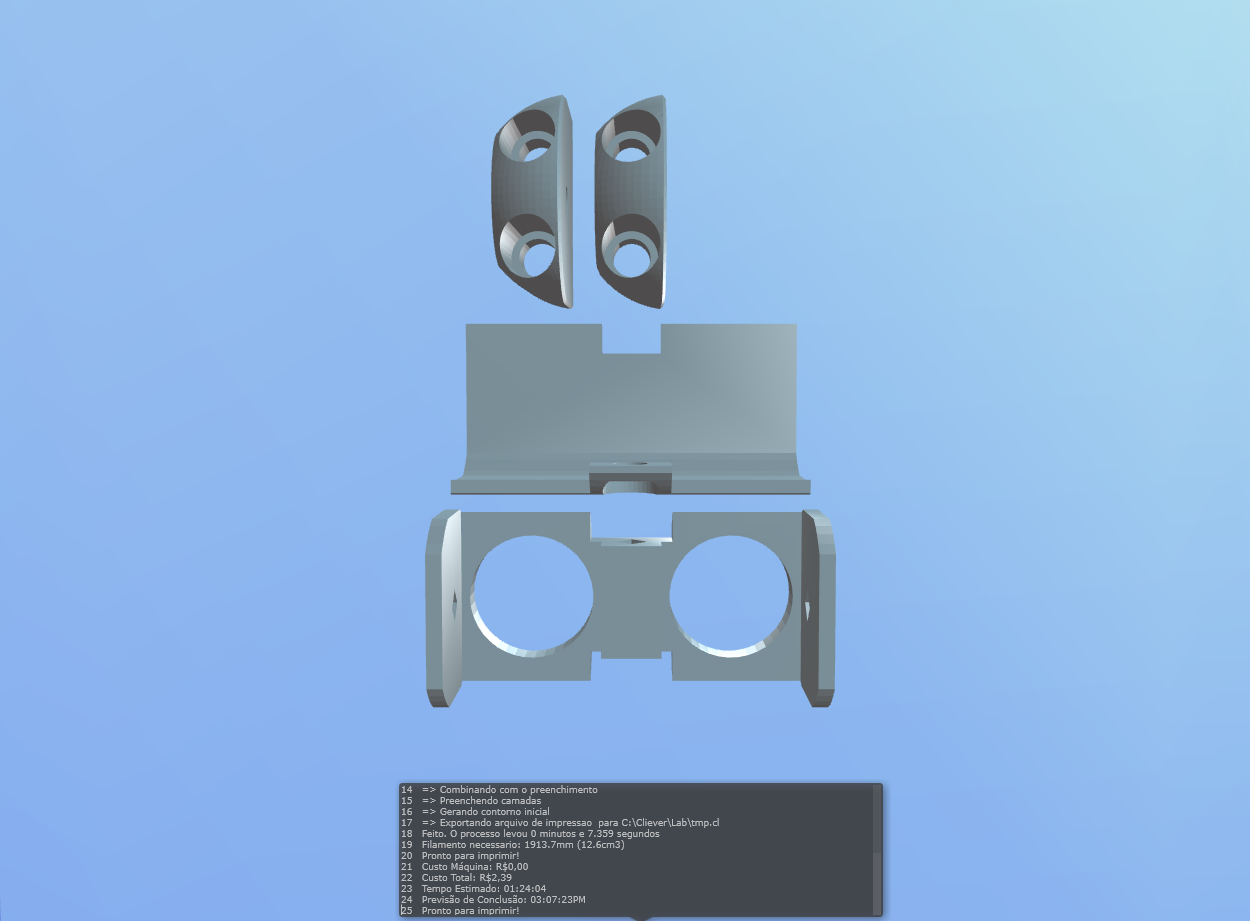 14 => Combinando com o preenchimento
15 => Preenchendo camadas
16 => Gerando contorno inicial
17 => Exportando arquivo de impressao  para C:\Cliever\Lab\tmp.cl
18 Feito. O processo levou 0 minutos e 7.359 segundos
19 Filamento necessario: 1913.7mm (12.6cm3)
20 Pronto para imprimir!
21 Custo Máquina: R$0,00
22 Custo Total: R$2,39
23 Tempo Estimado: 01:24:04
24 Previsão de Conclusão: 03:07:23PM
25 Pronto para imprimir!